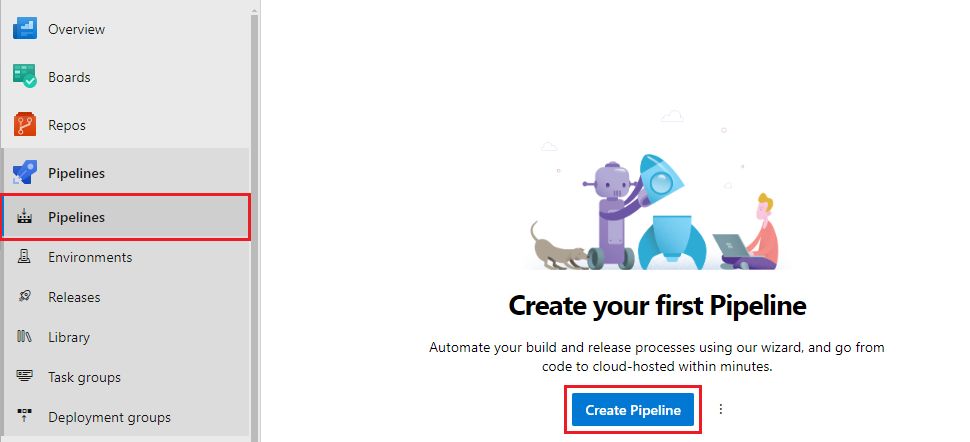 Overview
Boards
Repos
Pipelines
Pipelines
Environments
Releases
Library
Task groups
Deployment groups
Create your first Pipeline
Automate your build and release processes using our wizard, and go from
code to cloud-hosted within minutes.
Create Pipeline